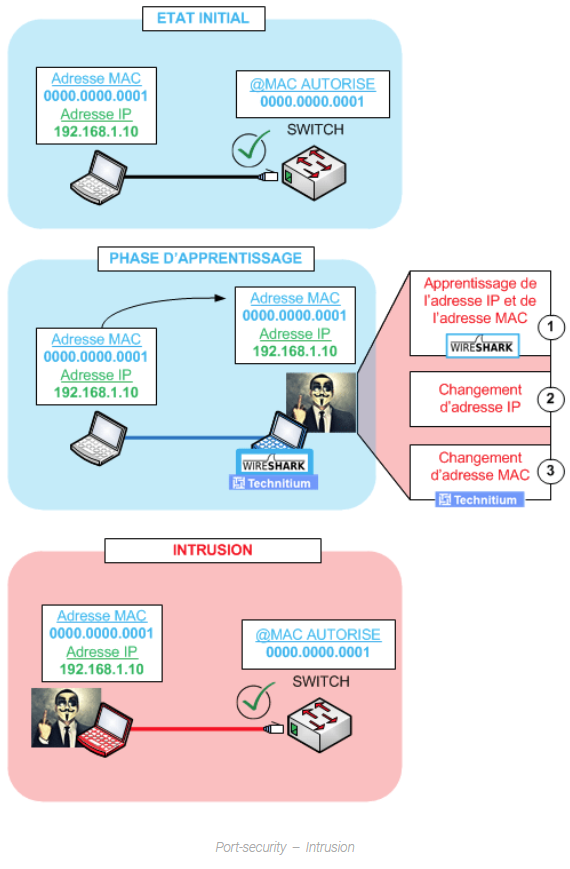 ETAT INITIAL
Adresse MAC
0000.0000.0001
Adresse IP
192.168.1.10
@MAC AUTORISE
0000.0000.0001
SWITCH
PHASE D'APPRENTISSAGE
Adresse MAC
0000.0000.0001
Adresse IP
192.168.1.10
Adresse MAC
0000.0000.0001
Adresse IP
192.168.1.10
WIRESHARK
Technitium
Apprentissage de
l'adresse IP et de
l'adresse MAC
1
WIRESHARK
Changement
d'adresse IP
2
Changement
d'adresse MAC
3
Technitium
INTRUSION
Adresse MAC
0000.0000.0001
Adresse IP
192.168.1.10
@MAC AUTORISE
0000.0000.0001
SWITCH
Port-security – Intrusion